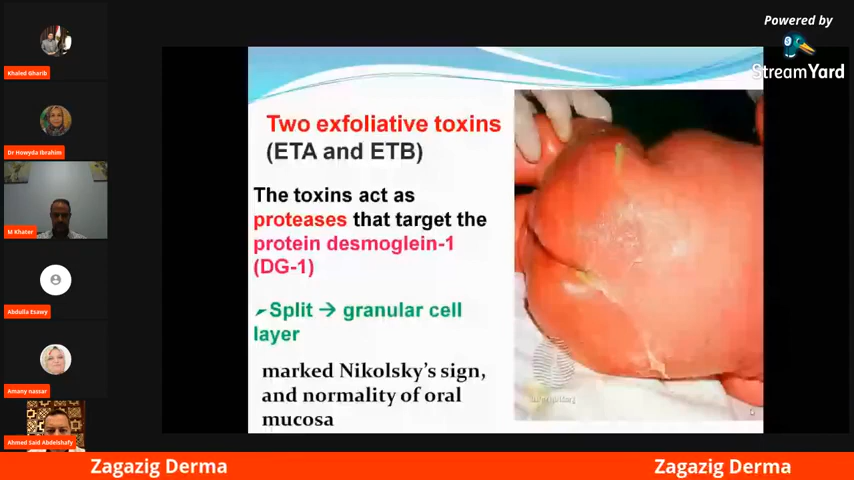 Powered by
StreamYard
Khaled Gharib
Dr Howyda Ibrahim
M Khater
Abdulla Esawy
Amany nassar
Ahmed Said Abdelshafy
Two exfoliative toxins
(ETA and ETB)
The toxins act as
proteases that target the
protein desmoglein-1
(DG-1)
Split → granular cell
layer
marked Nikolsky's sign,
and normality of oral
mucosa
Zagazig Derma
Zagazig Derma